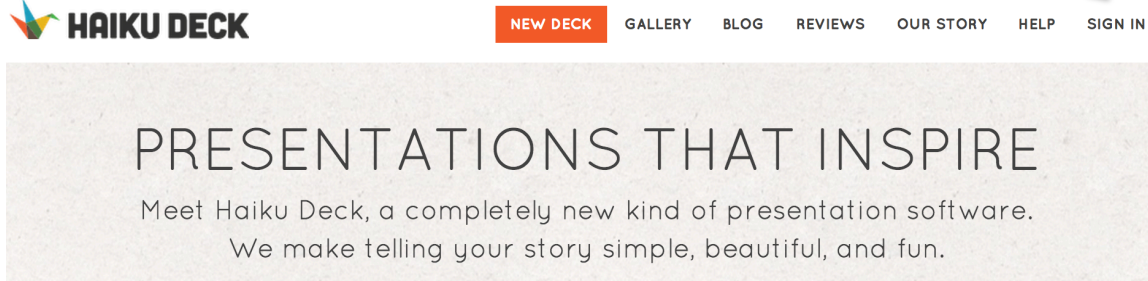 HAIKU DECK
NEW DECK GALLERY BLOG REVIEWS OUR STORY HELP SIGN IN
PRESENTATIONS THAT INSPIRE
Meet Haiku Deck, a completely new kind of presentation software.
We make telling your story simple, beautiful, and fun.